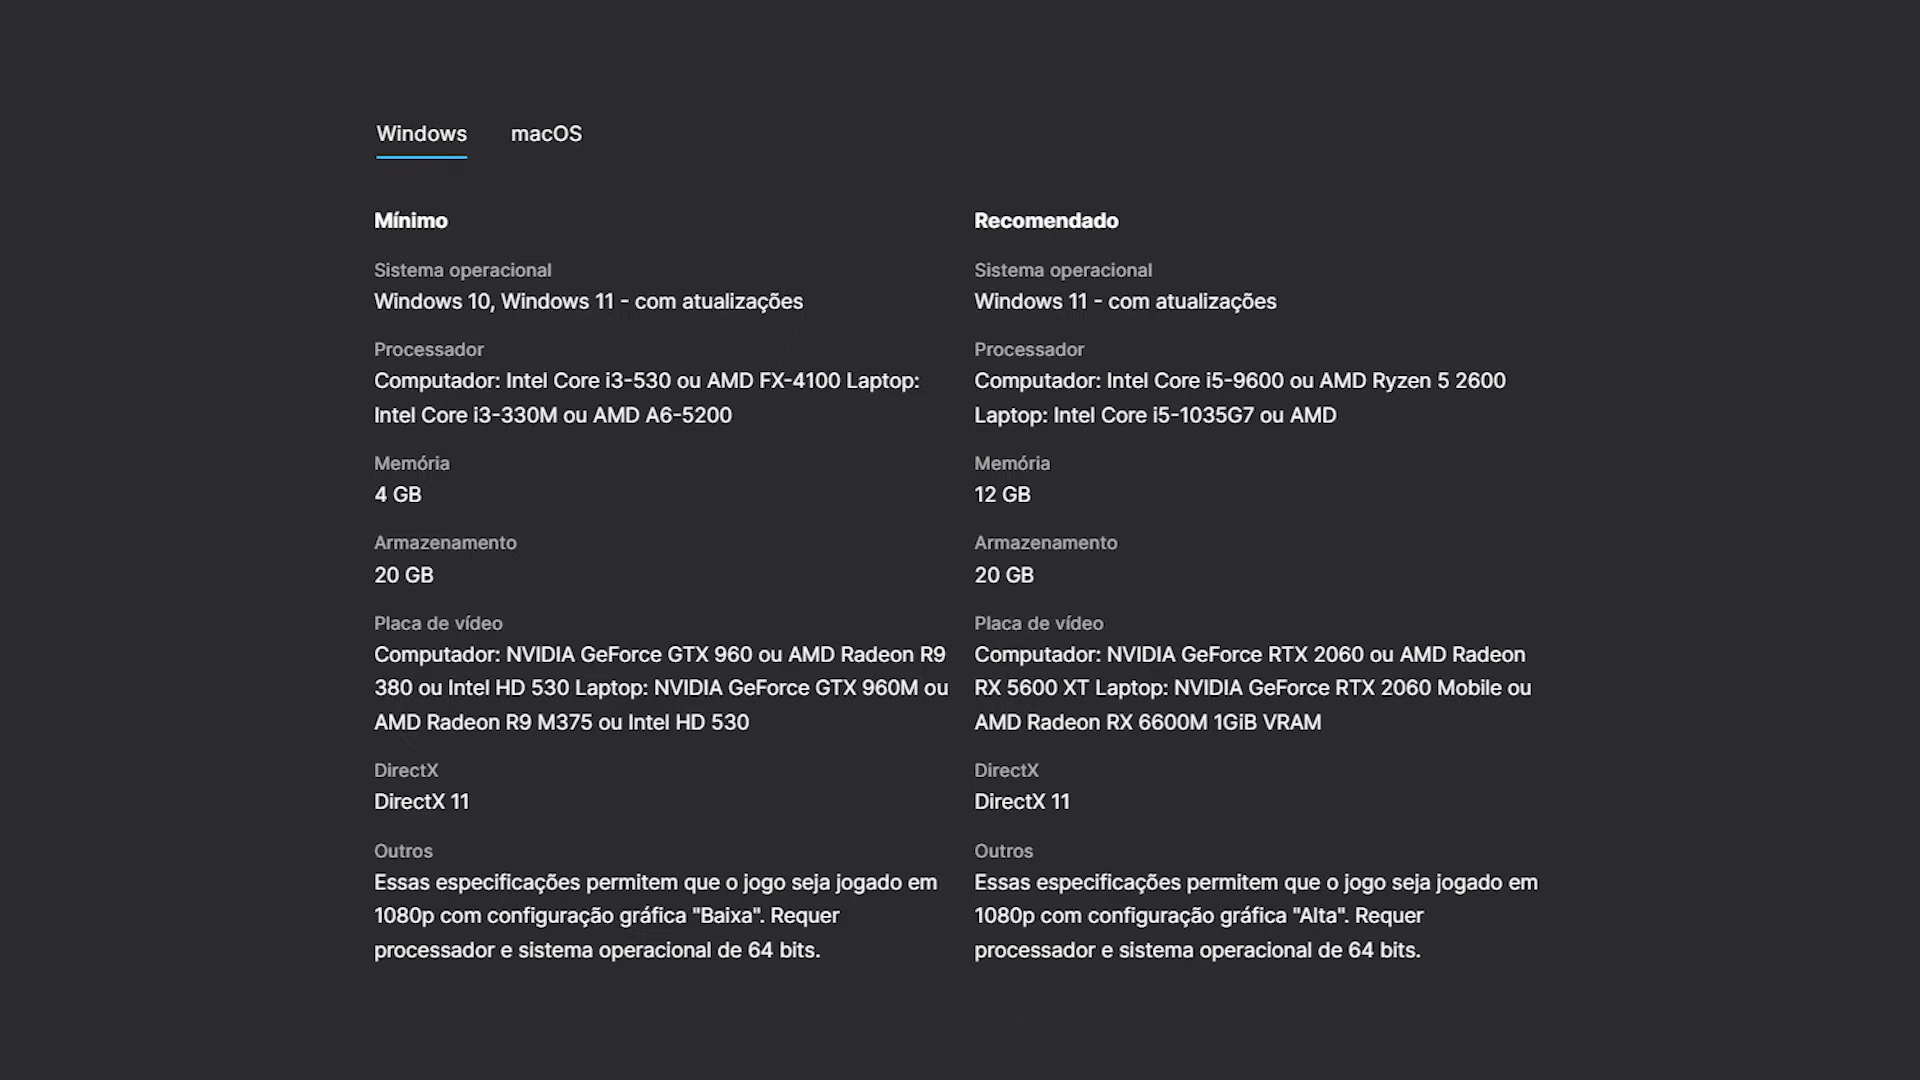 Windows
macOS
Mínimo
Sistema operacional
Windows 10, Windows 11 - com atualizações
Processador
Computador: Intel Core i3-530 ou AMD FX-4100 Laptop:
Intel Core i3-330M ou AMD A6-5200
Memória
4 GB
Armazenamento
20 GB
Placa de vídeo
Computador: NVIDIA GeForce GTX 960 ou AMD Radeon R9
380 ou Intel HD 530 Laptop: NVIDIA GeForce GTX 960M ou
AMD Radeon R9 M375 ou Intel HD 530
DirectX
DirectX 11
Outros
Essas especificações permitem que o jogo seja jogado em
1080p com configuração gráfica "Baixa". Requer
processador e sistema operacional de 64 bits.
Recomendado
Sistema operacional
Windows 11 - com atualizações
Processador
Computador: Intel Core i5-9600 ou AMD Ryzen 5 2600
Laptop: Intel Core i5-1035G7 ou AMD
Memória
12 GB
Armazenamento
20 GB
Placa de vídeo
Computador: NVIDIA GeForce RTX 2060 ou AMD Radeon
RX 5600 XT Laptop: NVIDIA GeForce RTX 2060 Mobile ou
AMD Radeon RX 6600M 1GiB VRAM
DirectX
DirectX 11
Outros
Essas especificações permitem que o jogo seja jogado em
1080p com configuração gráfica "Alta". Requer
processador e sistema operacional de 64 bits.